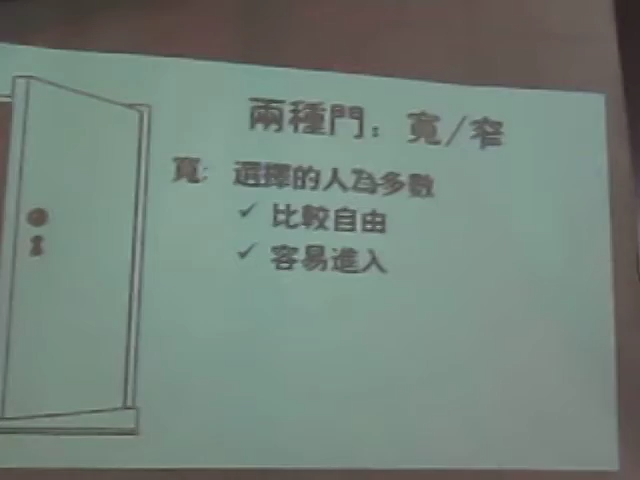 兩種門：寬/窄
寬: 選擇的人為多數
✓ 比較自由
✓ 容易進入